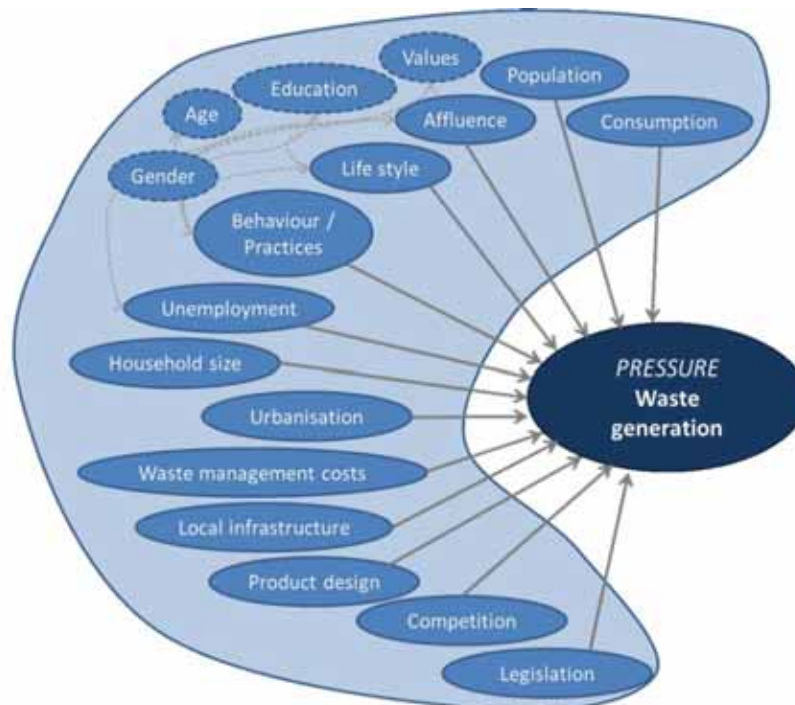 Values
Education
Population
Age
Affluence
Consumption
Gender
Life style
Behaviour /
Practices
Unemployment
Household size
PRESSURE
Waste
generation
Urbanisation
Waste management costs
Local infrastructure
Product design
Competition
Legislation